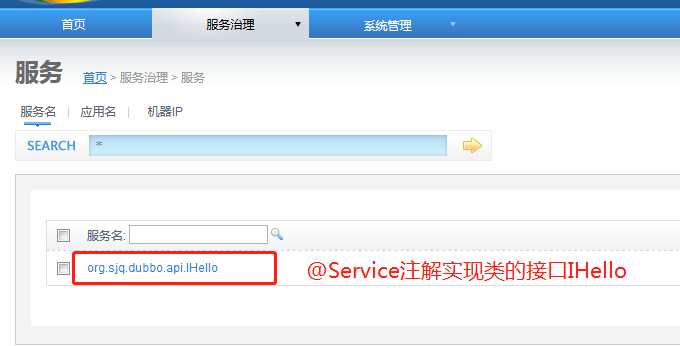 首页 服务治理 系统管理
服务 首页 > 服务治理 > 服务
服务名 | 应用名 | 机器IP
SEARCH *
服务名:
org.sjq.dubbo.api.IHello @Service注解实现类的接口IHello